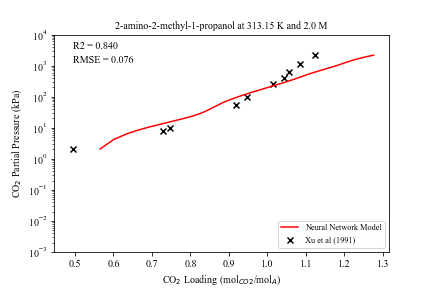 2-amino-2-methyl-1-propanol at 313.15 K and 2.0 M
R2 = 0.840
RMSE = 0.076
CO2 Partial Pressure (kPa)
10^4
10^3
10^2
10^1
10^0
10^−1
10^−2
10^−3
Neural Network Model
Xu et al (1991)
0.5 0.6 0.7 0.8 0.9 1.0 1.1 1.2 1.3
CO2 Loading (molCO2/molA)